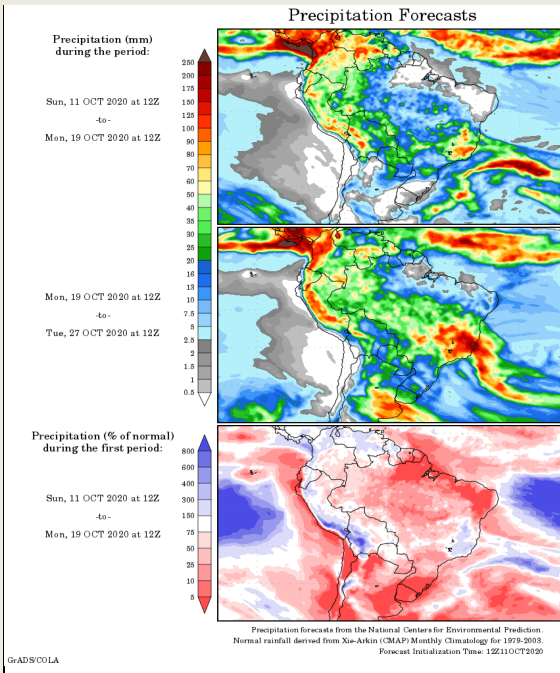 Precipitation Forecasts
Precipitation (mm)
during the period:
Sun, 11 OCT 2020 at 12Z
-to-
Mon, 19 OCT 2020 at 12Z
250
200
175
150
125
100
90
80
70
60
50
40
35
30
25
20
16
13
10
7.5
5
2.5
2
1.5
1
0.5
Mon, 19 OCT 2020 at 12Z
-to-
Tue, 27 OCT 2020 at 12Z
Precipitation (% of normal)
during the first period:
Sun, 11 OCT 2020 at 12Z
-to-
Mon, 19 OCT 2020 at 12Z
800
600
400
300
150
75
50
25
10
5
Precipitation forecasts from the National Centers for Environmental Prediction.
Normal rainfall derived from Xie-Arkin (CMAP) Monthly Climatology for 1979-2003.
Forecast Initialization Time: 12Z11OCT2020
GrADS/COLA